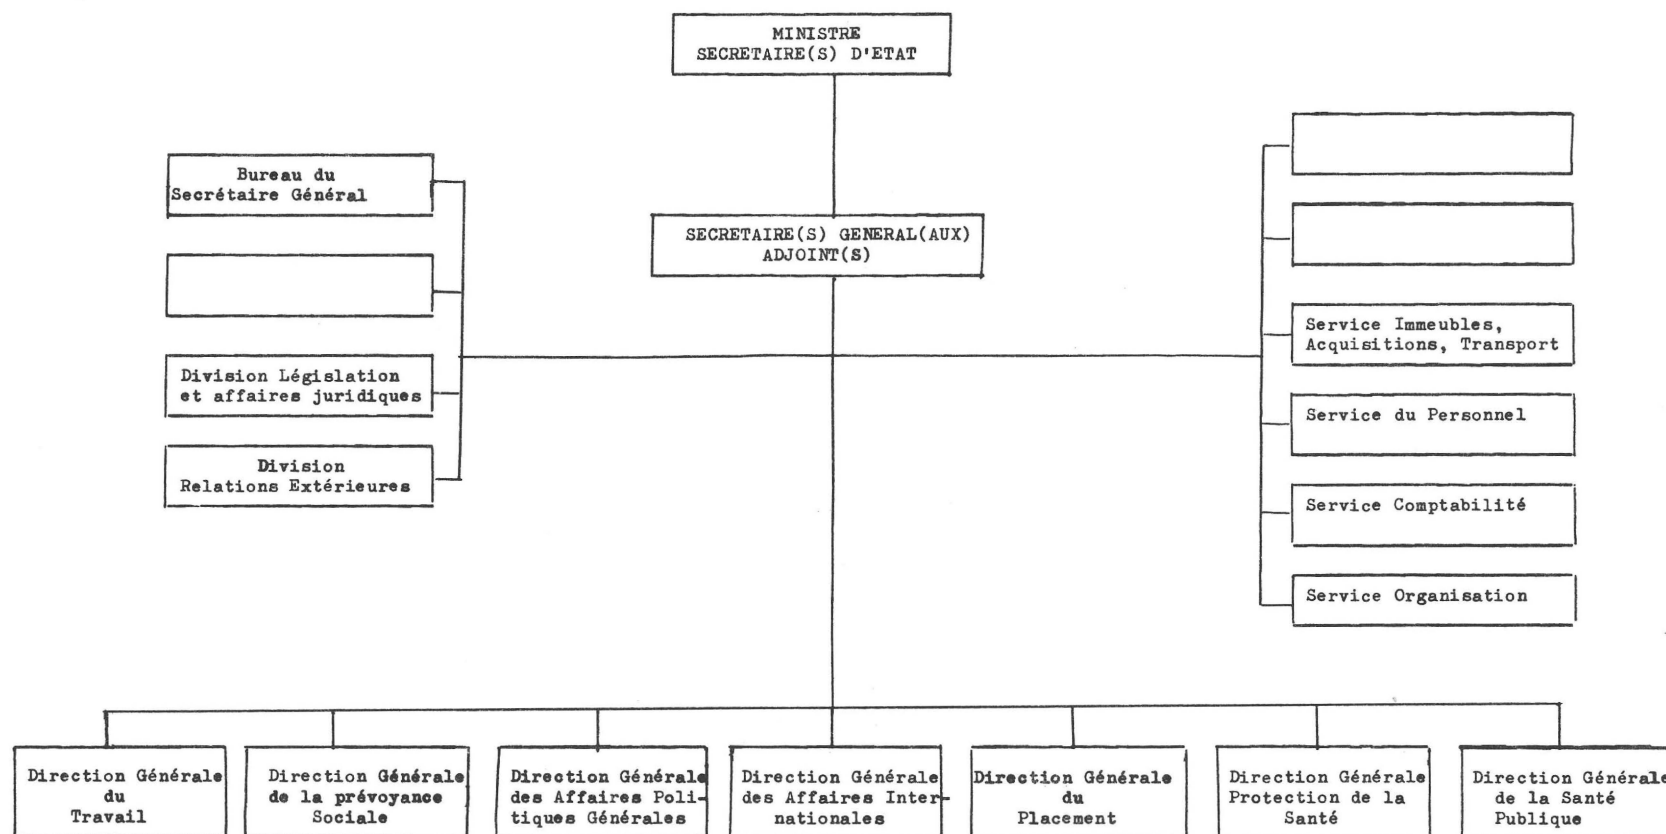 MINISTRE
SECRETAIRE(S) D'ETAT
Bureau du
Secrétaire Général
SECRETAIRE(S) GENERAL(AUX)
ADJOINT(S)
Division Législation
et affaires juridiques
Division
Relations Extérieures
Service Immeubles,
Acquisitions, Transport
Service du Personnel
Service Comptabilité
Service Organisation
Direction Générale
du
Travail
Direction Générale
de la prévoyance
Sociale
Direction Générale
des Affaires Poli-
tiques Générales
Direction Générale
des Affaires Inter-
nationales
Direction Générale
du
Placement
Direction Générale
Protection de la
Santé
Direction Générale
de la Santé
Publique